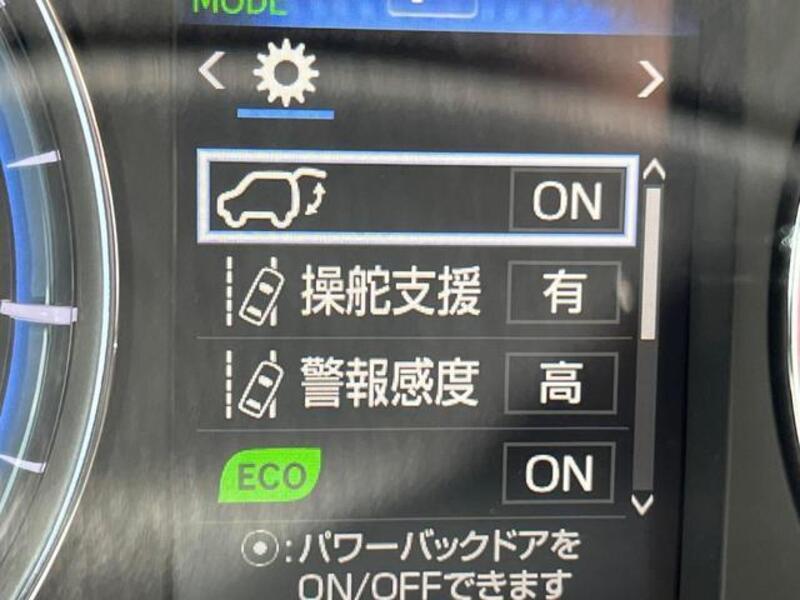 MODE
ON
操舵支援 有
警報感度 高
ECO ON
:パワーバックドアを
ON/OFFできます